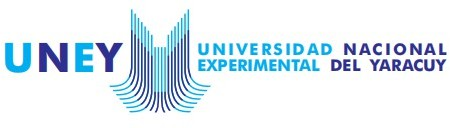 UNEY
UNIVERSIDAD NACIONAL
EXPERIMENTAL DEL YARACUY